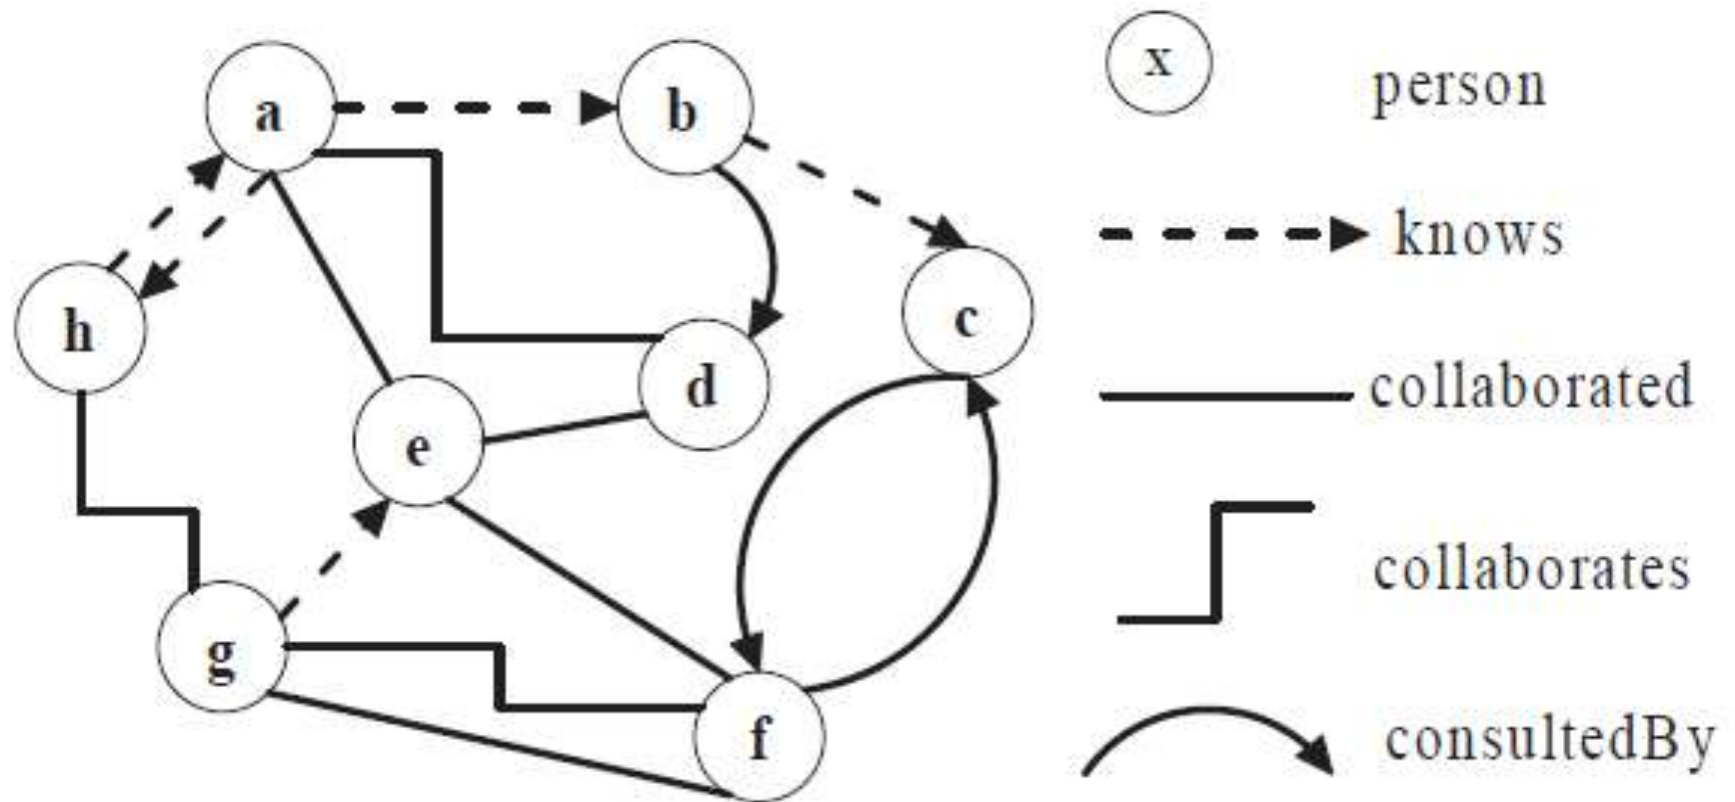 a
b
c
h
d
e
g
f
x
person
knows
collaborated
collaborates
consultedBy